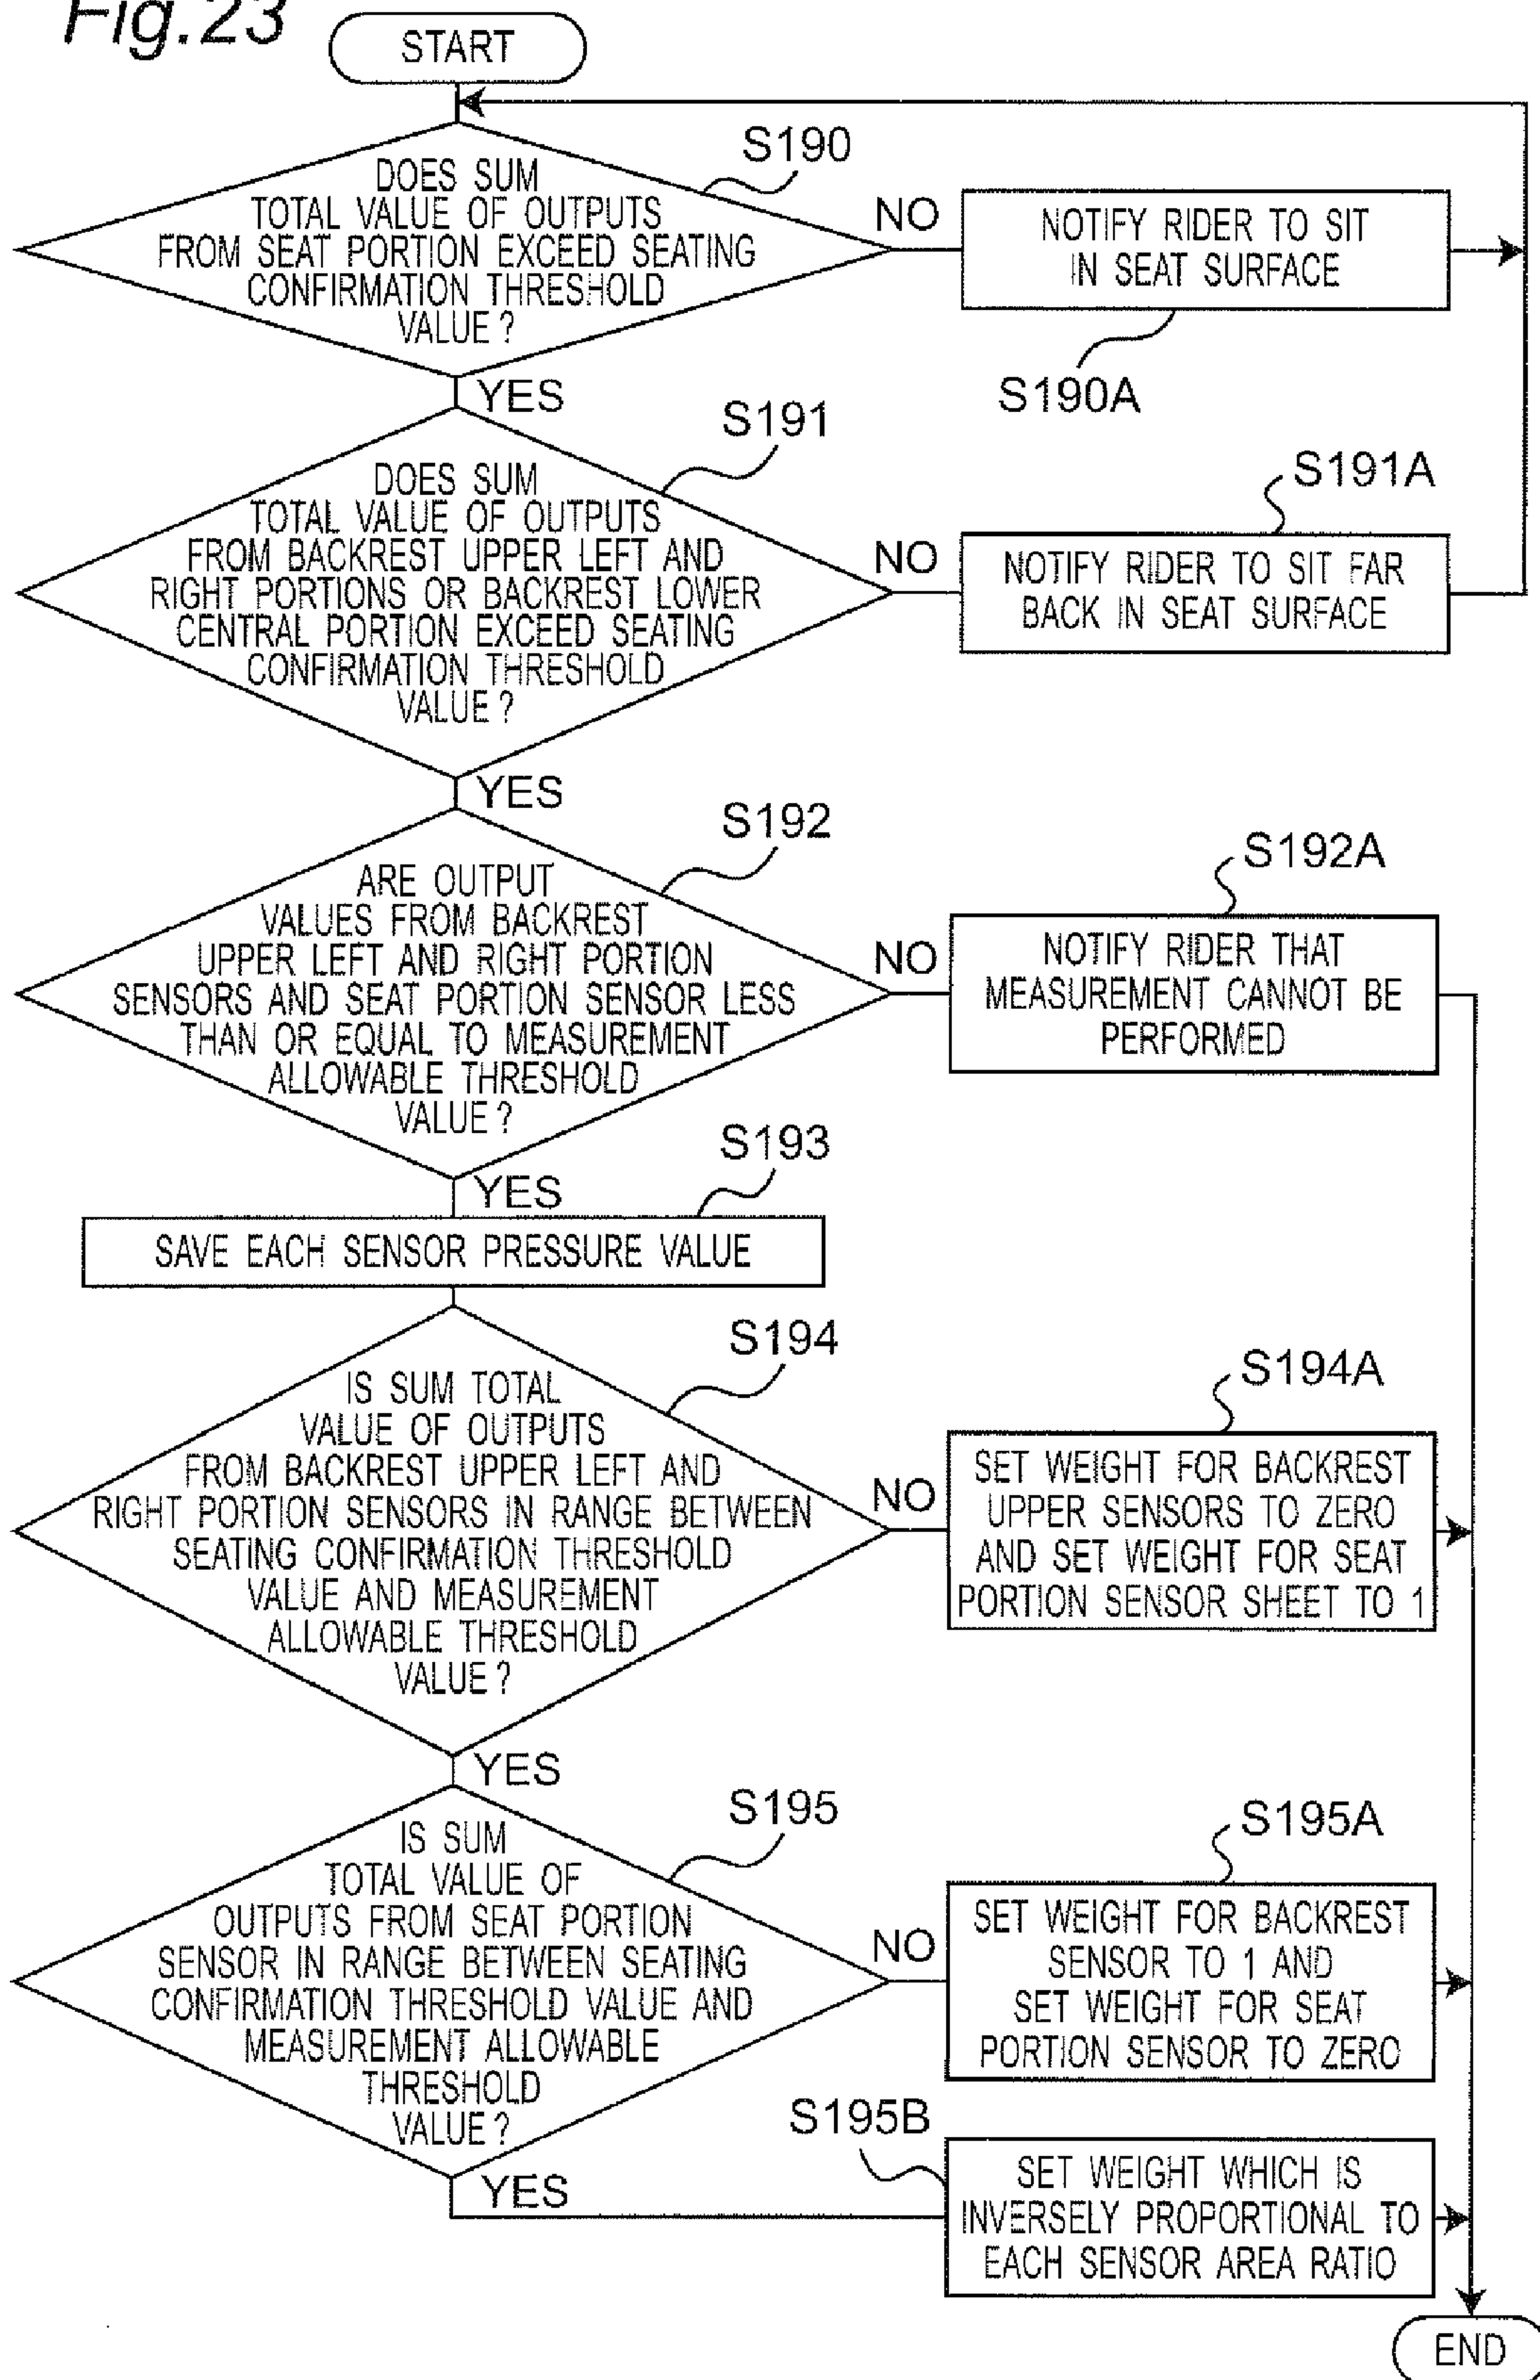 Fig.23
START
S190
DOES SUM
TOTAL VALUE OF OUTPUTS
FROM SEAT PORTION EXCEED SEATING
CONFIRMATION THRESHOLD
VALUE?
NO
NOTIFY RIDER TO SIT
IN SEAT SURFACE
S190A
YES
S191
DOES SUM
TOTAL VALUE OF OUTPUTS
FROM BACKREST UPPER LEFT AND
RIGHT PORTIONS OR BACKREST LOWER
CENTRAL PORTION EXCEED SEATING
CONFIRMATION THRESHOLD
VALUE?
NO
S191A
NOTIFY RIDER TO SIT FAR
BACK IN SEAT SURFACE
YES
S192
ARE OUTPUT
VALUES FROM BACKREST
UPPER LEFT AND RIGHT PORTION
SENSORS AND SEAT PORTION SENSOR LESS
THAN OR EQUAL TO MEASUREMENT
ALLOWABLE THRESHOLD
VALUE?
NO
S192A
NOTIFY RIDER THAT
MEASUREMENT CANNOT BE
PERFORMED
YES
S193
SAVE EACH SENSOR PRESSURE VALUE
S194
IS SUM TOTAL
VALUE OF OUTPUTS
FROM BACKREST UPPER LEFT AND
RIGHT PORTION SENSORS IN RANGE BETWEEN
SEATING CONFIRMATION THRESHOLD
VALUE AND MEASUREMENT
ALLOWABLE THRESHOLD
VALUE?
NO
S194A
SET WEIGHT FOR BACKREST
UPPER SENSORS TO ZERO
AND SET WEIGHT FOR SEAT
PORTION SENSOR SHEET TO 1
YES
S195
IS SUM
TOTAL VALUE OF
OUTPUTS FROM SEAT PORTION
SENSOR IN RANGE BETWEEN SEATING
CONFIRMATION THRESHOLD VALUE AND
MEASUREMENT ALLOWABLE
THRESHOLD
VALUE?
NO
S195A
SET WEIGHT FOR BACKREST
SENSOR TO 1 AND
SET WEIGHT FOR SEAT
PORTION SENSOR TO ZERO
YES
S195B
SET WEIGHT WHICH IS
INVERSELY PROPORTIONAL TO
EACH SENSOR AREA RATIO
END